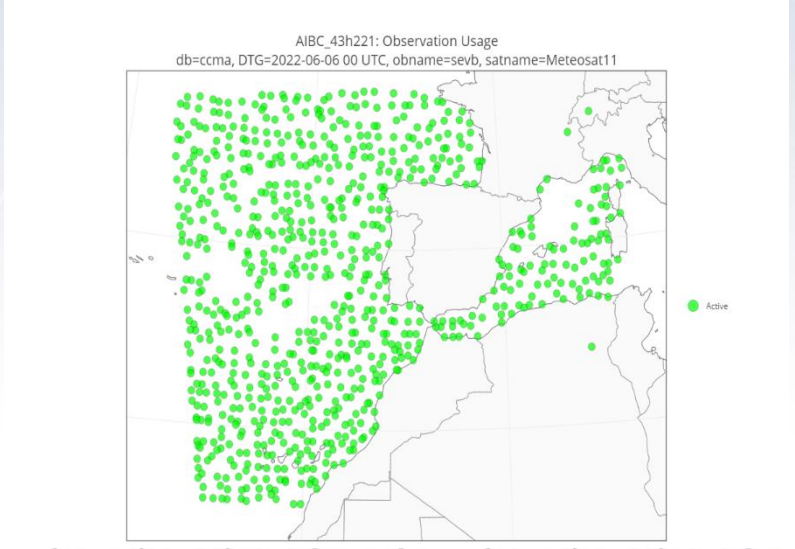 AIBC_43h221: Observation Usage
db=ccma, DTG=2022-06-06 00 UTC, obname=sevb, satname=Meteosat11
Active